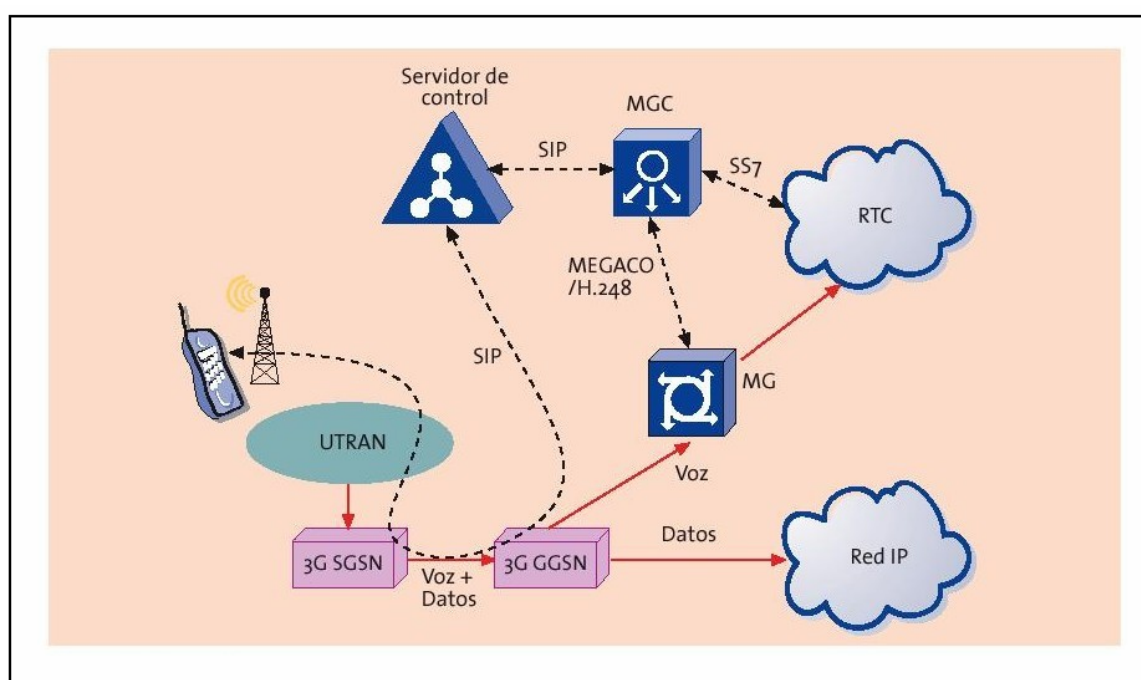 Servidor de
control
MGC
SIP
SS7
RTC
MEGACO
/H.248
SIP
MG
UTRAN
Voz
3G SGSN
Voz +
Datos
3G GGSN
Datos
Red IP